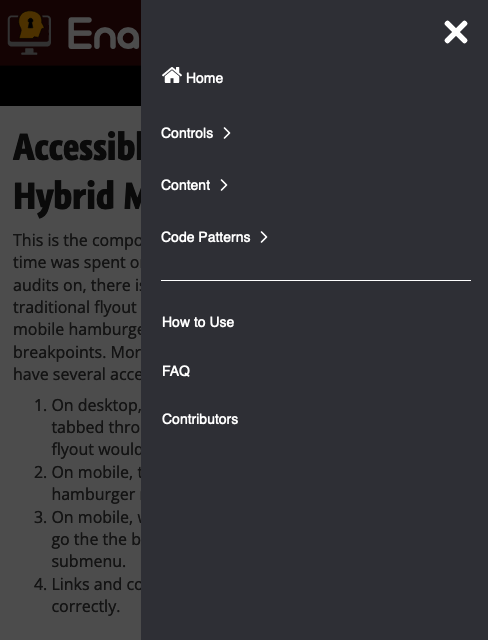 Ena
Home
Controls
Content
Code Patterns
How to Use
FAQ
Contributors
Accessibl
Hybrid M
This is the compo
time was spent o
audits on, there is
traditional flyout
mobile hamburge
breakpoints. Mor
have several acce
1. On desktop,
tabbed thro
flyout would
2. On mobile, t
hamburger
3. On mobile, w
go the the b
submenu.
4. Links and co
correctly.